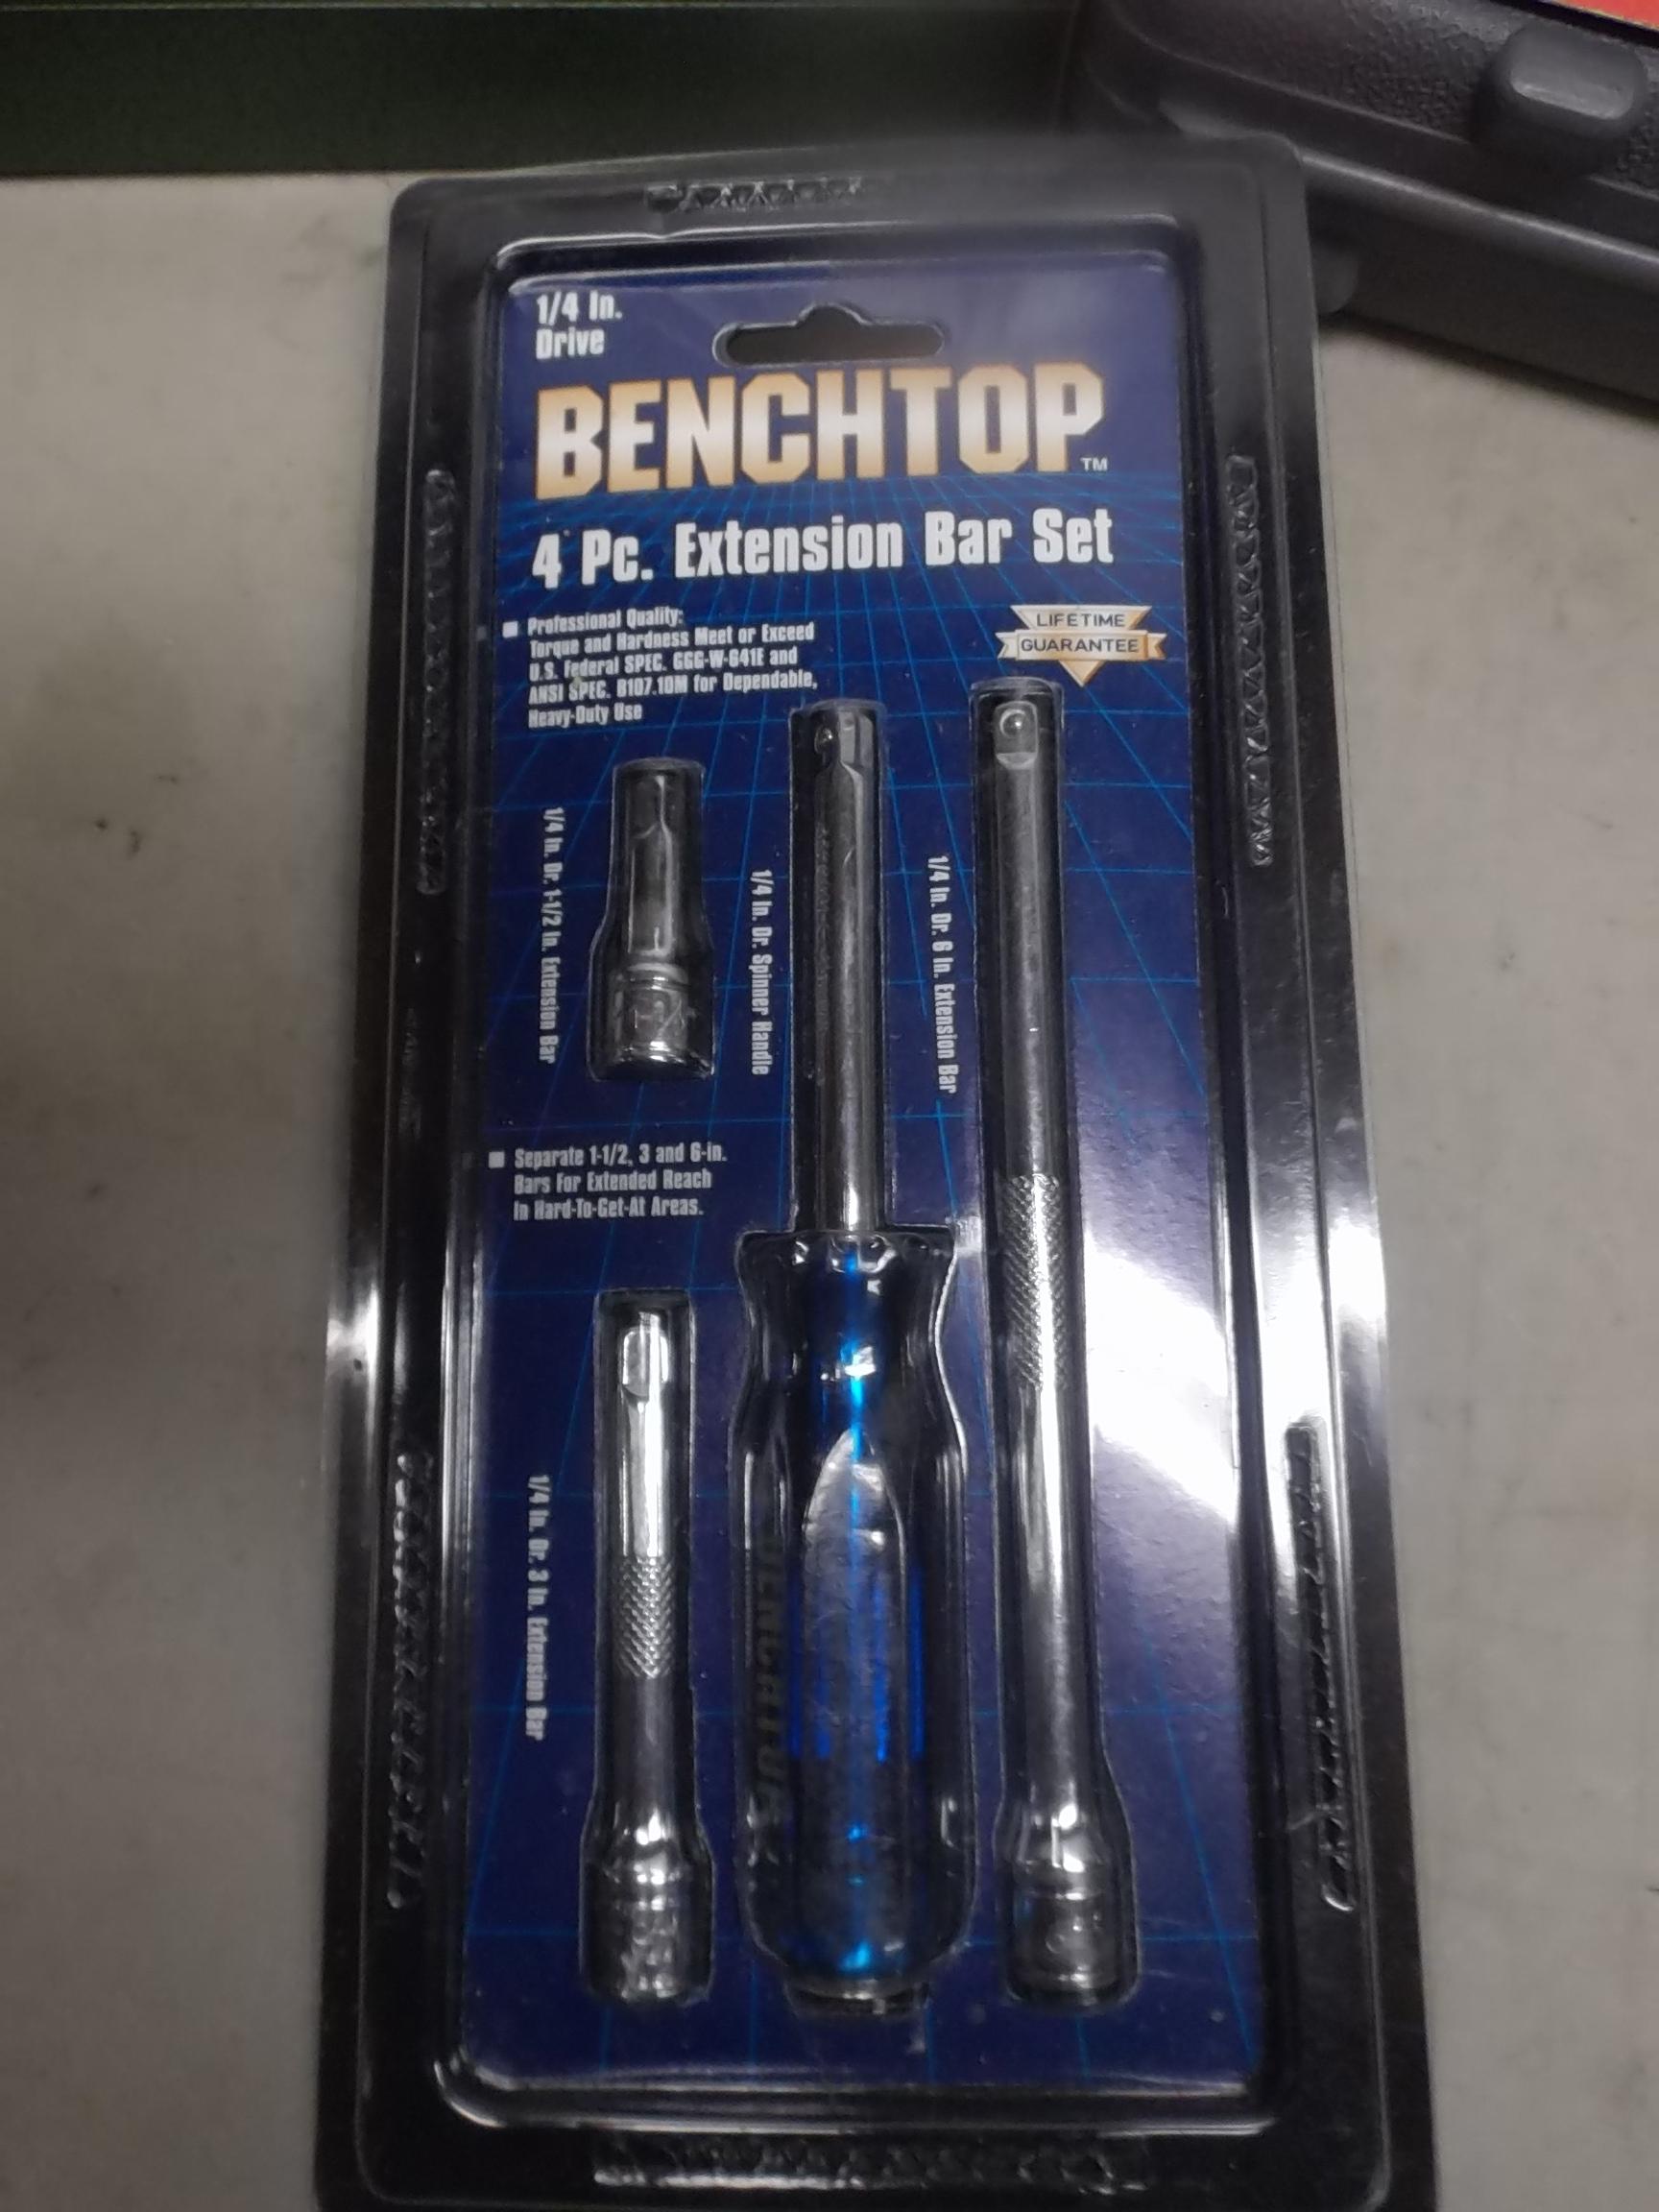 1/4 In.
Drive
BENCHTOP™
4 Pc. Extension Bar Set
Professional Quality:
Torque and Hardness Meet or Exceed
U.S. Federal SPEC. GGG-W-641E and
ANSI SPEC. B107.10M for Dependable,
Heavy-Duty Use
LIFETIME
GUARANTEE
1/4 In. Dr. 1-1/2 In. Extension Bar
1/4 In. Dr. Spinner Handle
1/4 In. Dr. 6 In. Extension Bar
Separate 1-1/2, 3 and 6-in.
Bars For Extended Reach
In Hard-To-Get-At Areas.
1/4 In. Dr. 3 In. Extension Bar
BENCHTOP